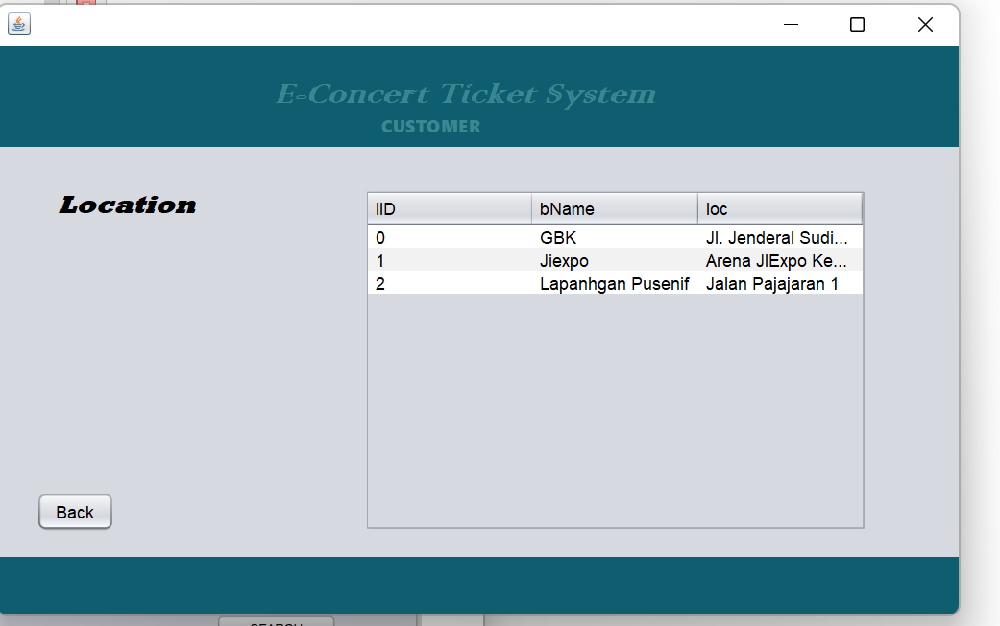 E-Concert Ticket System
CUSTOMER
Location
lID bName loc
0 GBK Jl. Jenderal Sudi...
1 Jiexpo Arena JIExpo Ke...
2 Lapanhgan Pusenif Jalan Pajajaran 1
Back
SEARCH